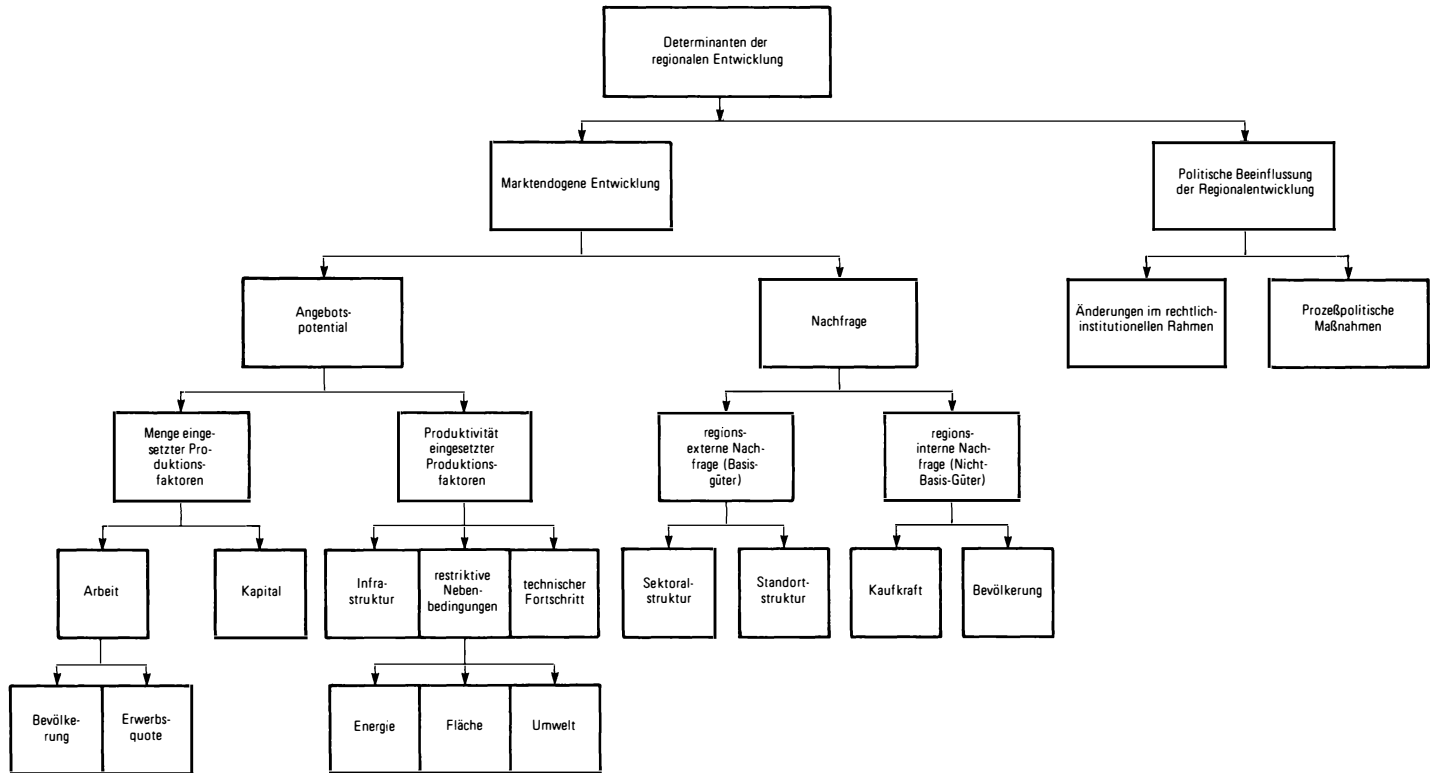 Determinanten der
regionalen Entwicklung
Marktendogene Entwicklung
Politische Beeinflussung
der Regionalentwicklung
Angebots-
potential
Nachfrage
Änderungen im rechtlich-
institutionellen Rahmen
Prozeßpolitische
Maßnahmen
Menge einge-
setzter Pro-
duktions-
faktoren
Produktivität
eingesetzter
Produktions-
faktoren
regions-
externe Nach-
frage (Basis-
güter)
regions-
interne Nach-
frage (Nicht-
Basis-Güter)
Arbeit
Kapital
Infra-
struktur
restriktive
Neben-
bedingungen
technischer
Fortschritt
Sektoral-
struktur
Standort-
struktur
Kaufkraft
Bevölkerung
Bevölke-
rung
Erwerbs-
quote
Energie
Fläche
Umwelt